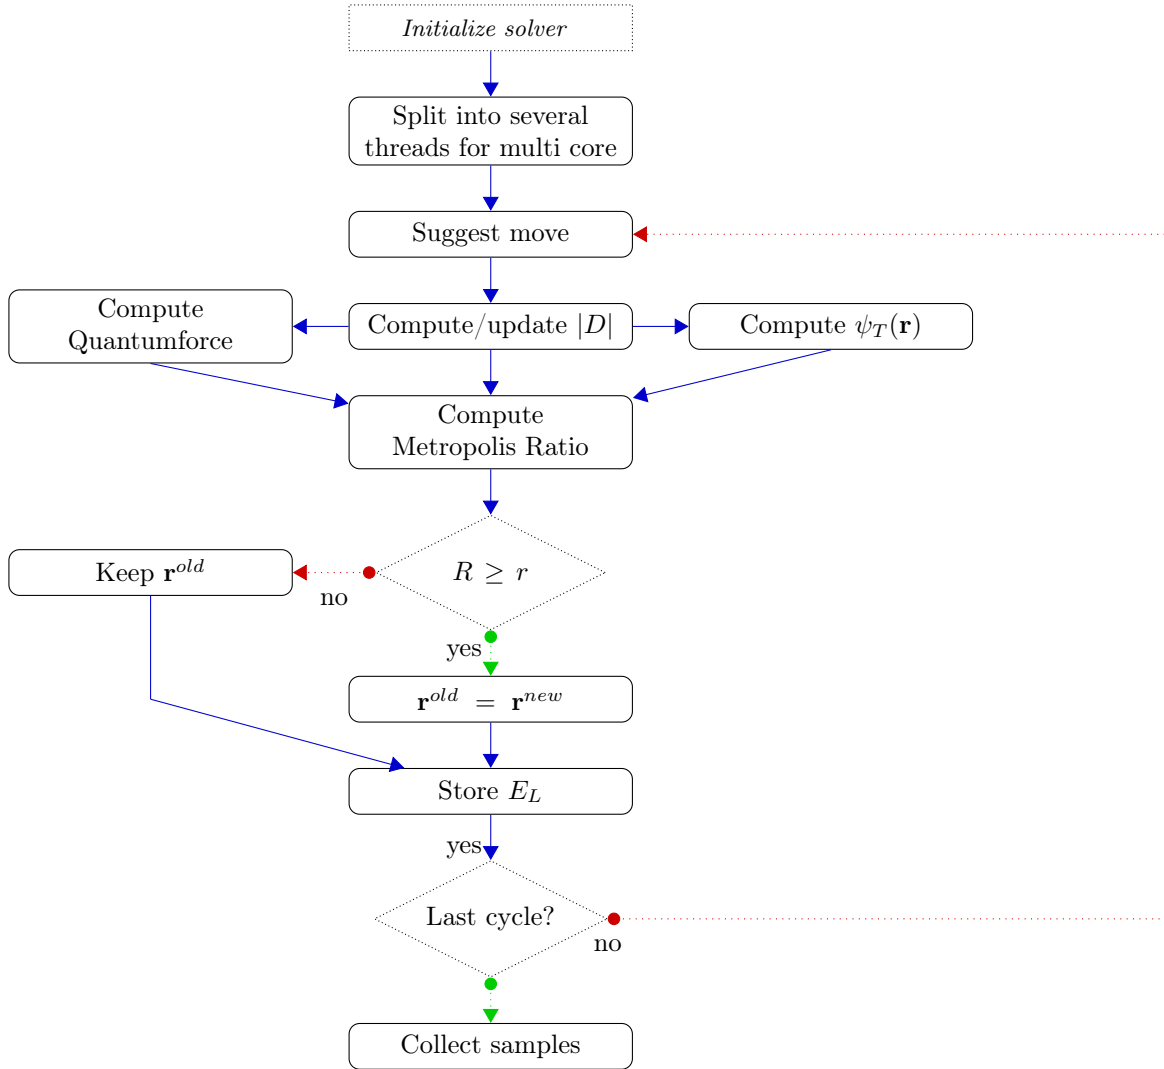 Initialize solver
Split into several
threads for multi core
Suggest move
Compute
Quantumforce
Compute/update |D|
Compute ψ_T(𝐫)
Compute
Metropolis Ratio
Keep 𝐫^{old}
no
R ≥ r
yes
𝐫^{old} = 𝐫^{new}
Store E_L
yes
Last cycle?
no
Collect samples